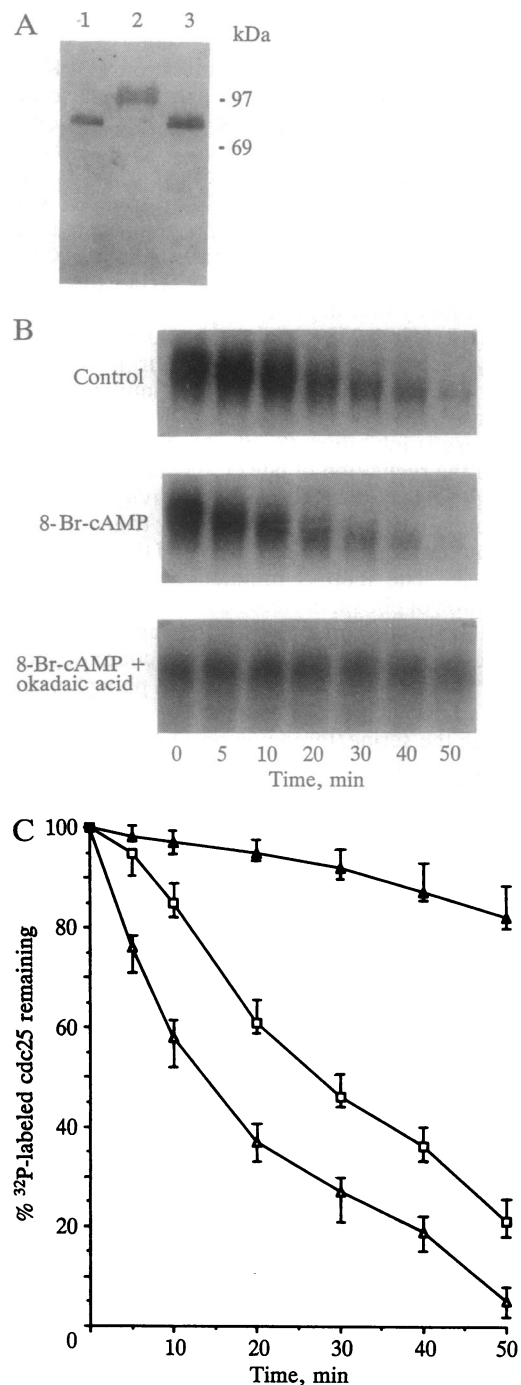 A 1 2 3 kDa
- 97
- 69
B
Control
8-Br-cAMP
8-Br-cAMP +
okadaic acid
0 5 10 20 30 40 50
Time, min
C
100
80
60
40
20
0
% ³²P-labeled cdc25 remaining
10 20 30 40 50
Time, min